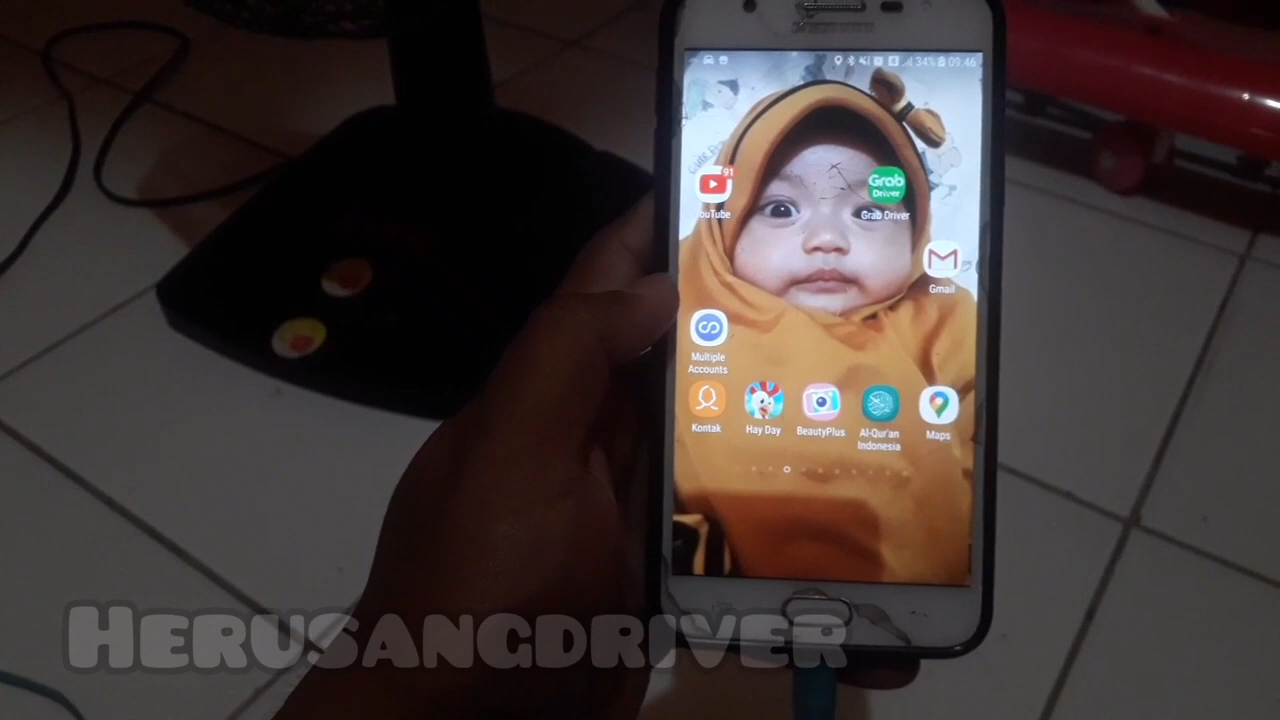 34% 09:46
91
YouTube
Grab
Driver
Grab Driver
Gmail
Multiple
Accounts
Kontak
Hay Day
BeautyPlus
Al-Qur'an
Indonesia
Maps
HERUSANGDRIVER